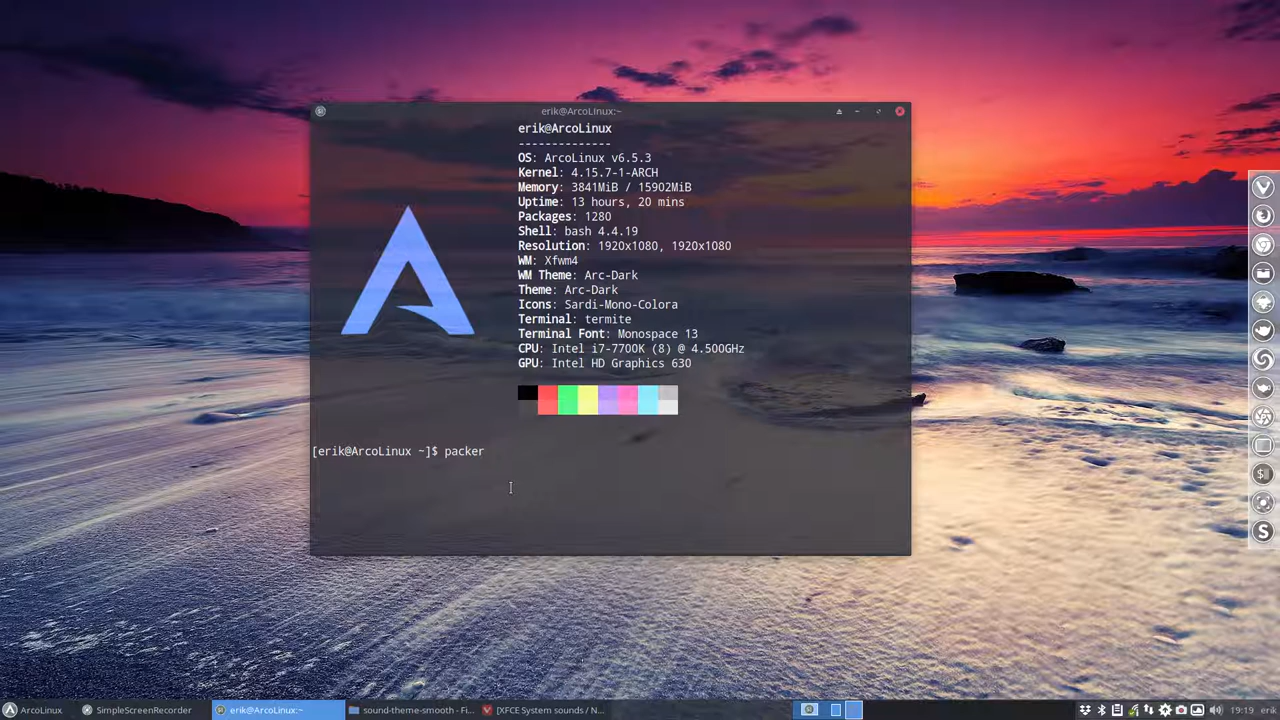 erik@ArcoLinux:~
erik@ArcoLinux
--------------
OS: ArcoLinux v6.5.3
Kernel: 4.15.7-1-ARCH
Memory: 3841MiB / 15902MiB
Uptime: 13 hours, 20 mins
Packages: 1280
Shell: bash 4.4.19
Resolution: 1920x1080, 1920x1080
WM: Xfwm4
WM Theme: Arc-Dark
Theme: Arc-Dark
Icons: Sardi-Mono-Colora
Terminal: termite
Terminal Font: Monospace 13
CPU: Intel i7-7700K (8) @ 4.500GHz
GPU: Intel HD Graphics 630
[erik@ArcoLinux ~]$ packer
ArcoLinux SimpleScreenRecorder erik@ArcoLinux:~ sound-theme-smooth - Fi... [XFCE System sounds / N... 19:19 erik